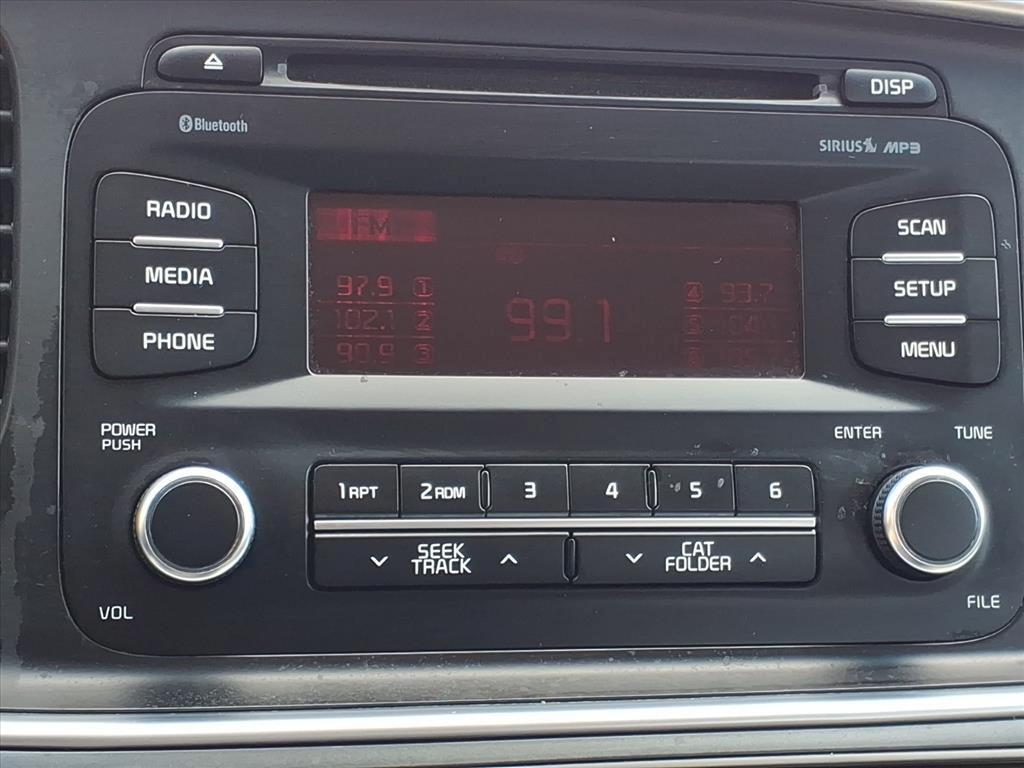 DISP
Bluetooth
SIRIUS MP3
RADIO
MEDIA
PHONE
FM
97.9 1
102.1 2
90.9 3
99.1
4 93.7
5
SCAN
SETUP
MENU
POWER
PUSH
VOL
1 RPT 2 RDM 3 4 5 6
SEEK
TRACK
CAT
FOLDER
ENTER TUNE
FILE